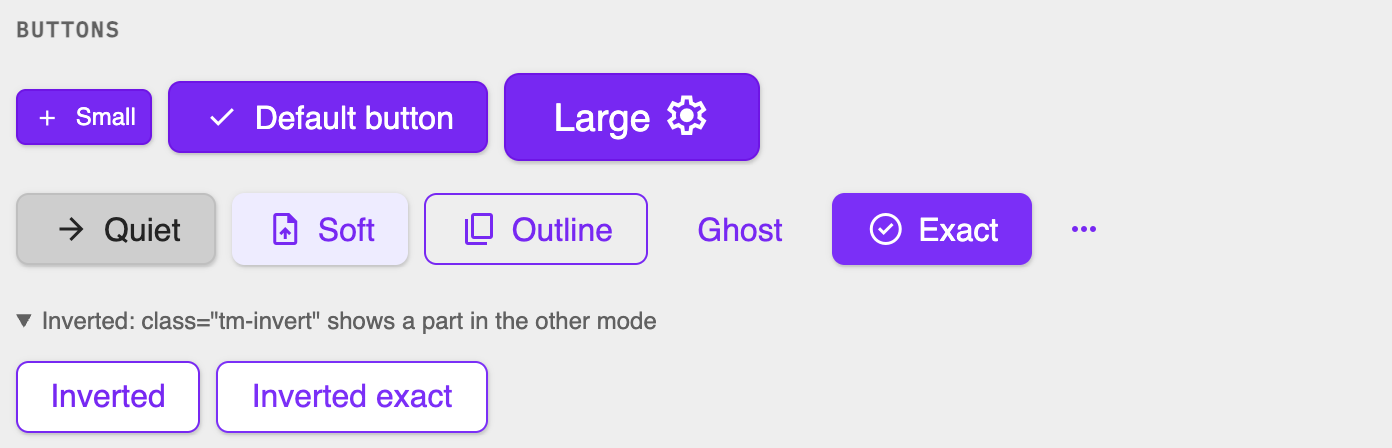 BUTTONS
Small Default button Large
Quiet Soft Outline Ghost Exact
Inverted: class="tm-invert" shows a part in the other mode
Inverted Inverted exact